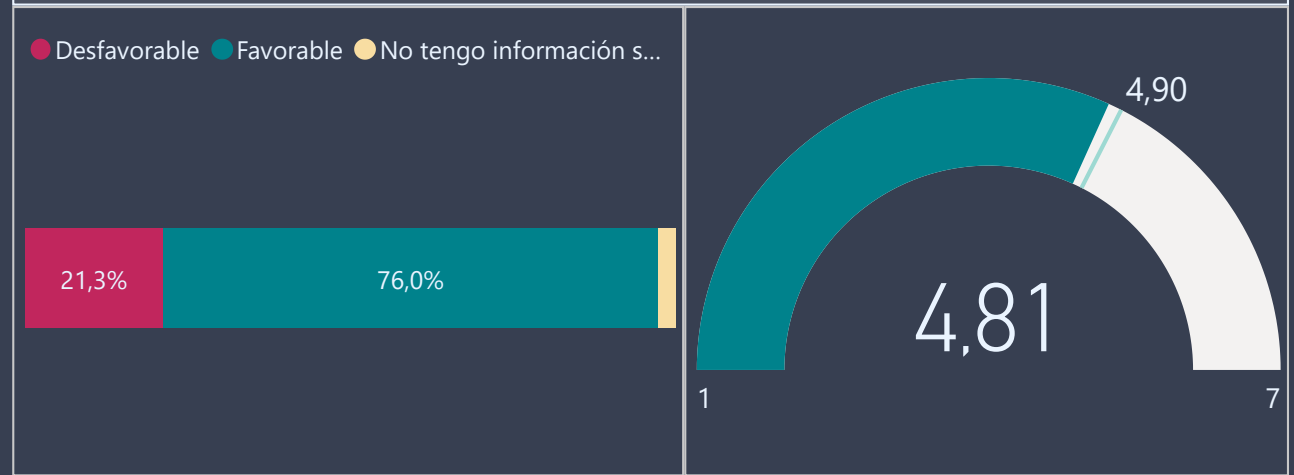 Desfavorable Favorable No tengo información s...
21,3% 76,0%
4,90
4,81
1 7